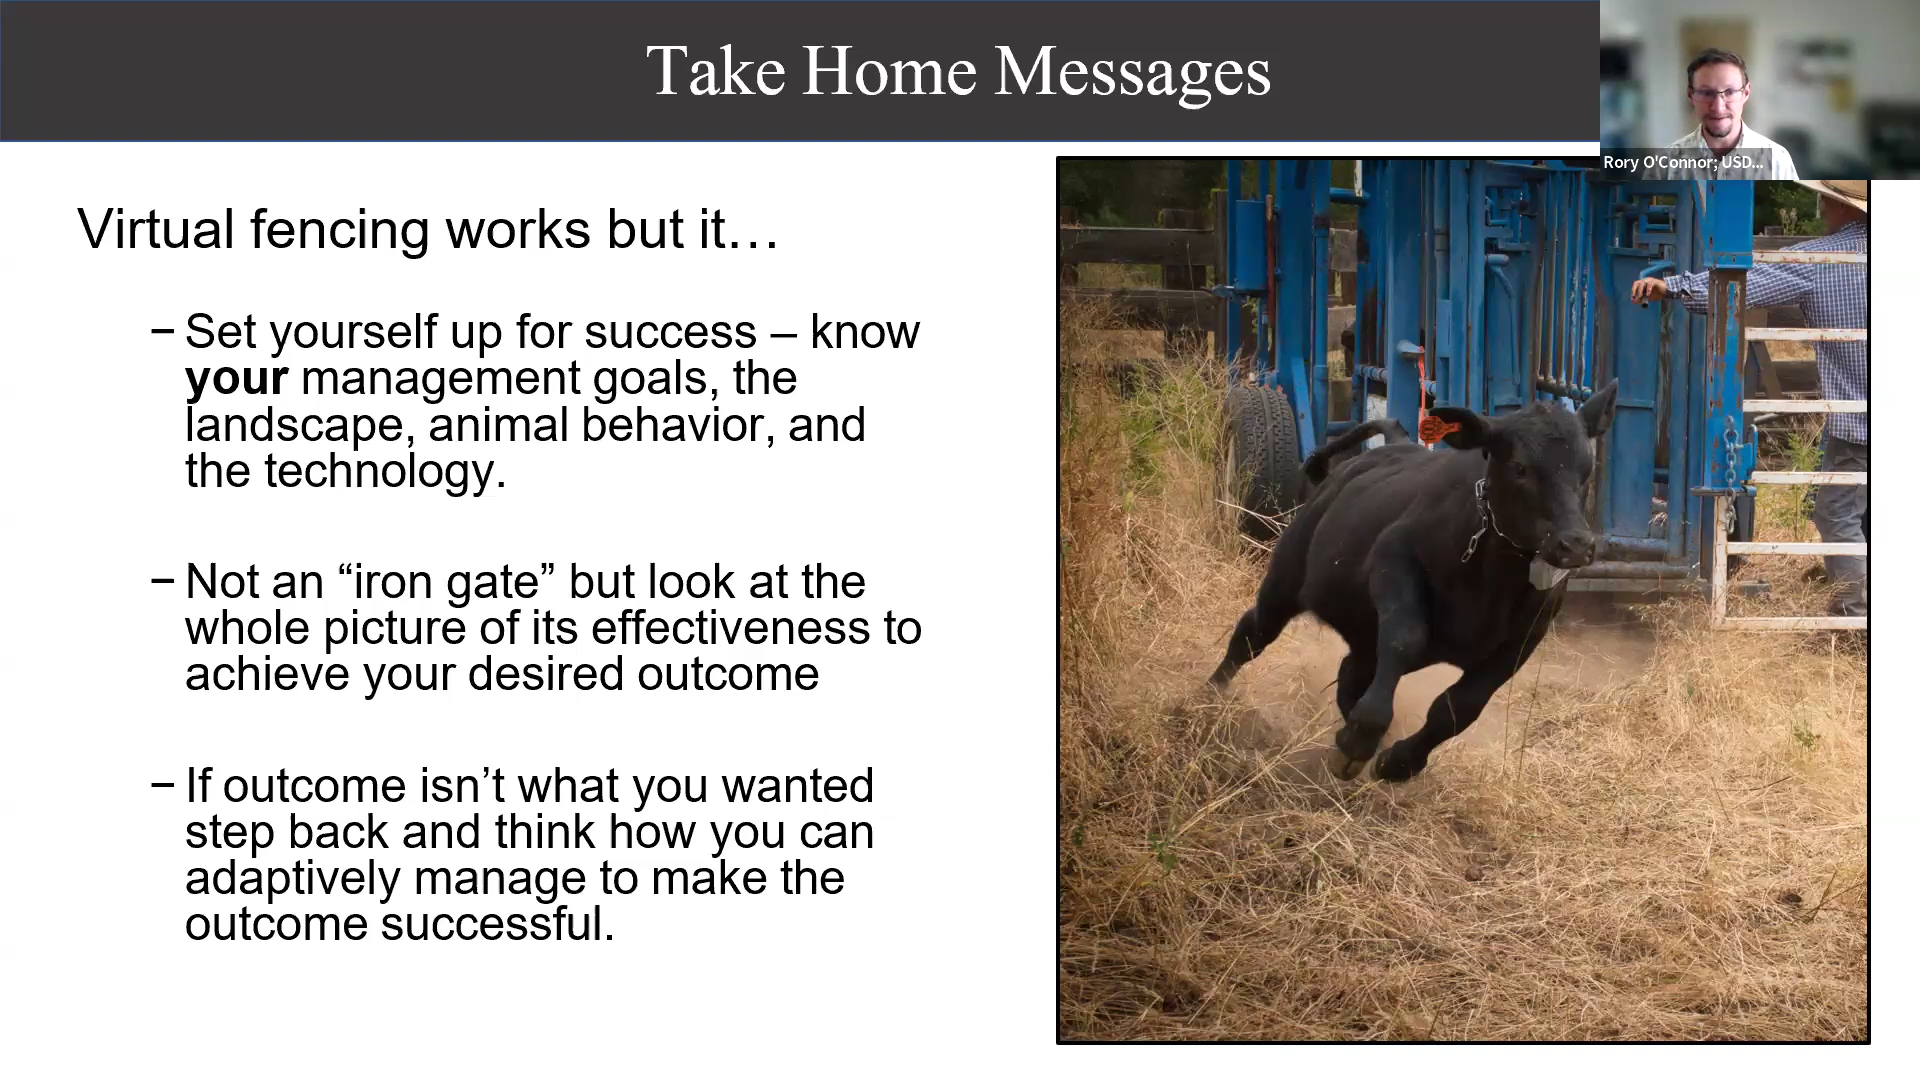 Take Home Messages
Rory O'Connor; USD...
Virtual fencing works but it…
– Set yourself up for success – know
your management goals, the
landscape, animal behavior, and
the technology.
– Not an “iron gate” but look at the
whole picture of its effectiveness to
achieve your desired outcome
– If outcome isn’t what you wanted
step back and think how you can
adaptively manage to make the
outcome successful.